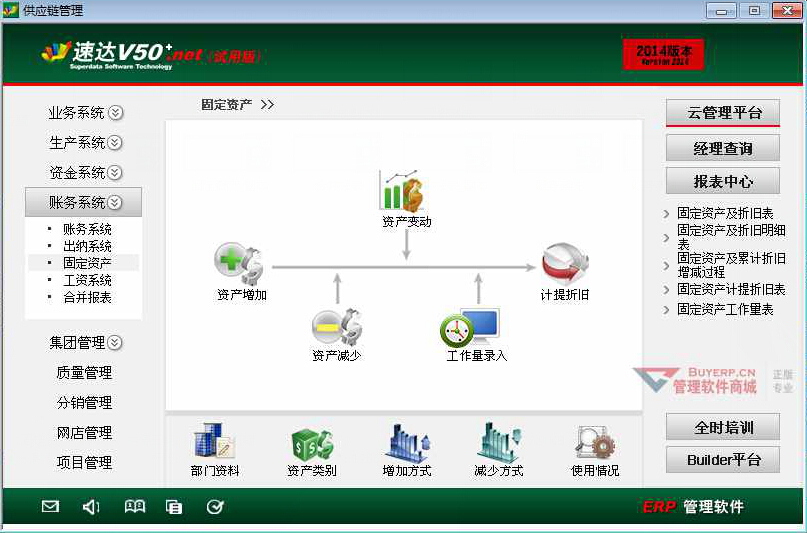 供应链管理
速达V50+.net(试用版)
Superdata Software Technology
2014版本
Version 2014
业务系统
生产系统
资金系统
账务系统
· 账务系统
· 出纳系统
· 固定资产
· 工资系统
· 合并报表
集团管理
质量管理
分销管理
网店管理
项目管理
固定资产 >>
资产变动
资产增加
计提折旧
资产减少
工作量录入
部门资料
资产类别
增加方式
减少方式
使用情况
云管理平台
经理查询
报表中心
固定资产及折旧表
固定资产及折旧明细
表
固定资产及累计折旧
增减过程
固定资产计提折旧表
固定资产工作量表
BUYERP.CN
管理软件商城
正版
专业
全时培训
Builder平台
ERP 管理软件